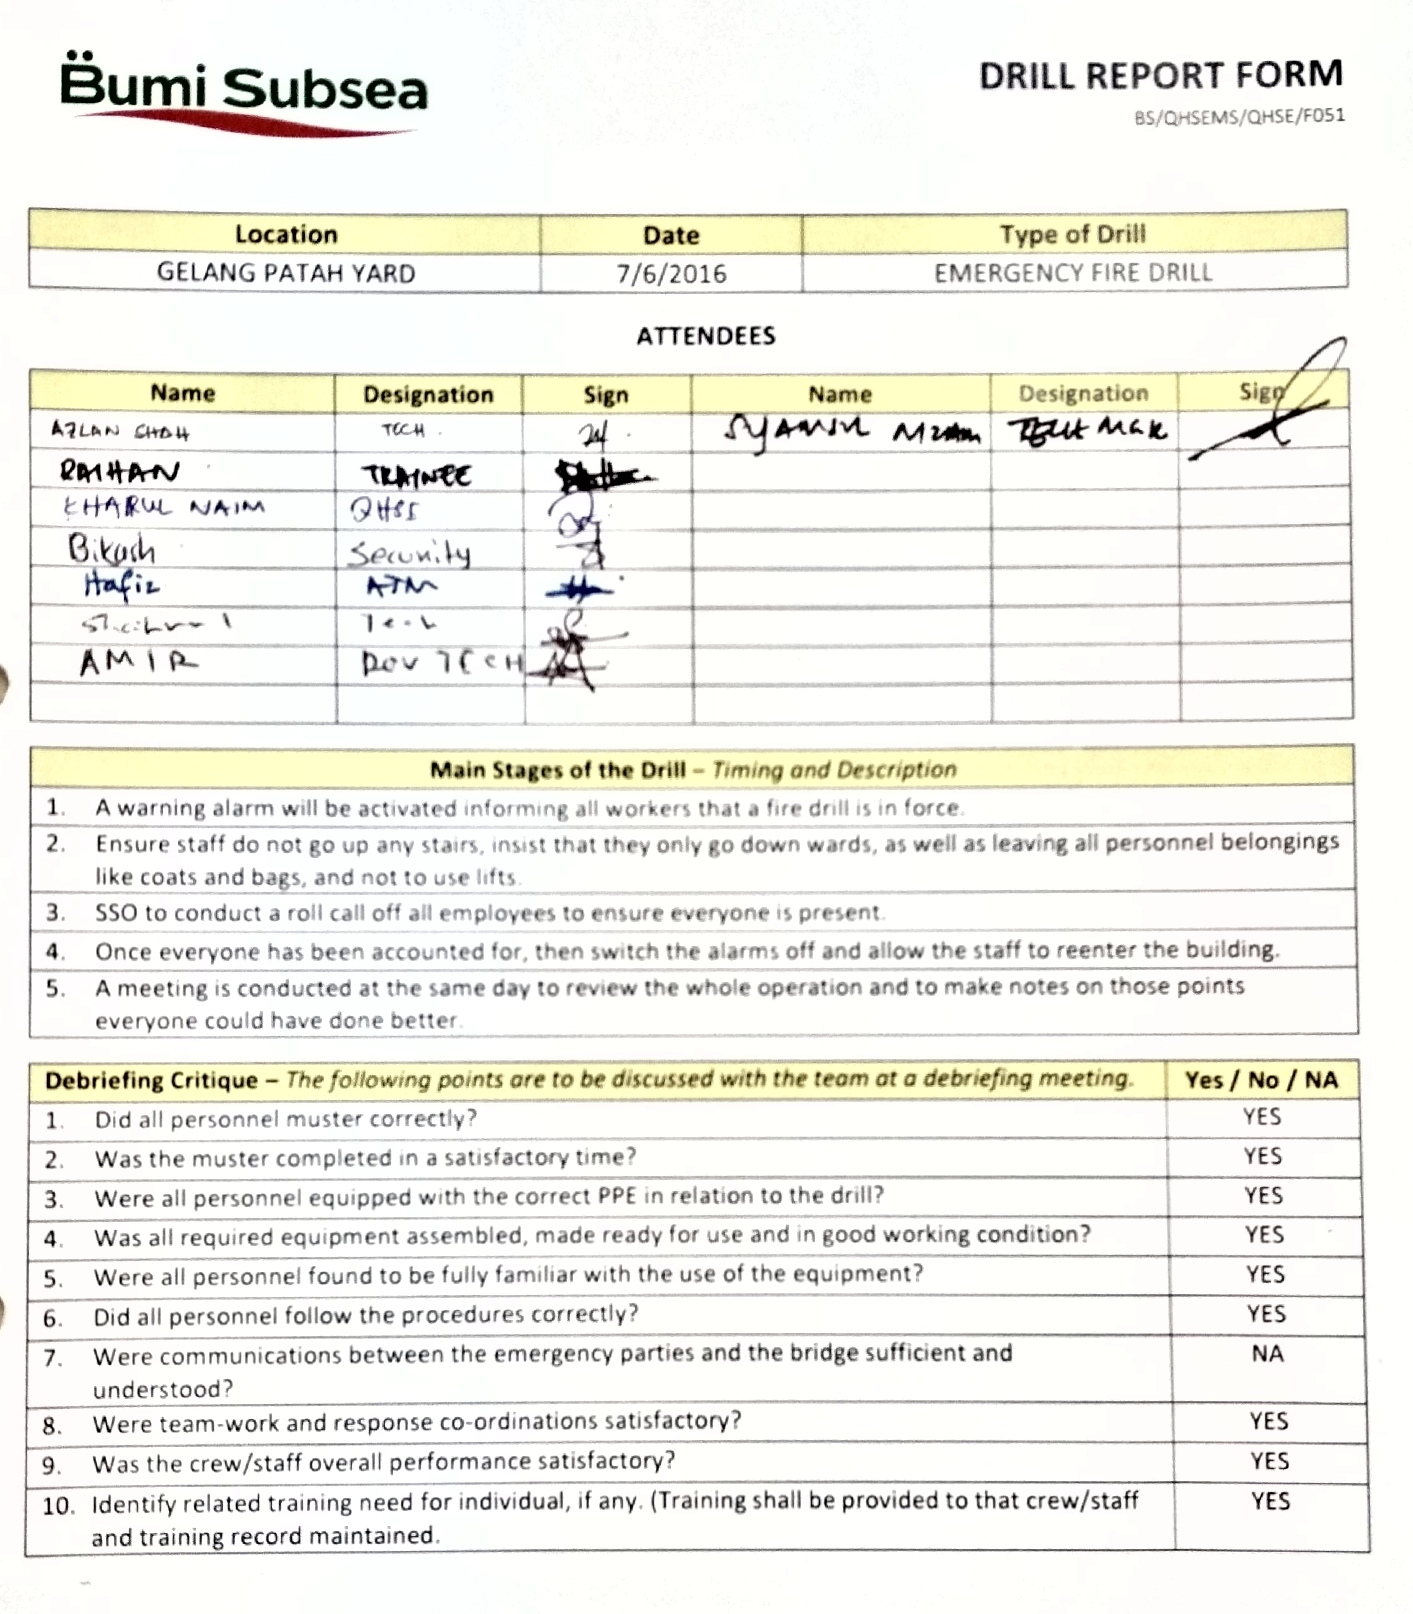 Bumi Subsea
DRILL REPORT FORM
BS/QHSEMS/QHSE/F051
Location Date Type of Drill
GELANG PATAH YARD 7/6/2016 EMERGENCY FIRE DRILL
ATTENDEES
Name Designation Sign Name Designation Sign
AZLAN SHAH TECH.
RAIHAN TRAINEE
KHARUL NAIM QHSE
Bikash Security
Hafiz ATM
AMIR ROV TECH
Main Stages of the Drill – Timing and Description
1. A warning alarm will be activated informing all workers that a fire drill is in force.
2. Ensure staff do not go up any stairs, insist that they only go down wards, as well as leaving all personnel belongings
like coats and bags, and not to use lifts.
3. SSO to conduct a roll call off all employees to ensure everyone is present.
4. Once everyone has been accounted for, then switch the alarms off and allow the staff to reenter the building.
5. A meeting is conducted at the same day to review the whole operation and to make notes on those points
everyone could have done better.
Debriefing Critique – The following points are to be discussed with the team at a debriefing meeting. Yes / No / NA
1. Did all personnel muster correctly? YES
2. Was the muster completed in a satisfactory time? YES
3. Were all personnel equipped with the correct PPE in relation to the drill? YES
4. Was all required equipment assembled, made ready for use and in good working condition? YES
5. Were all personnel found to be fully familiar with the use of the equipment? YES
6. Did all personnel follow the procedures correctly? YES
7. Were communications between the emergency parties and the bridge sufficient and NA
understood?
8. Were team-work and response co-ordinations satisfactory? YES
9. Was the crew/staff overall performance satisfactory? YES
10. Identify related training need for individual, if any. (Training shall be provided to that crew/staff YES
and training record maintained.